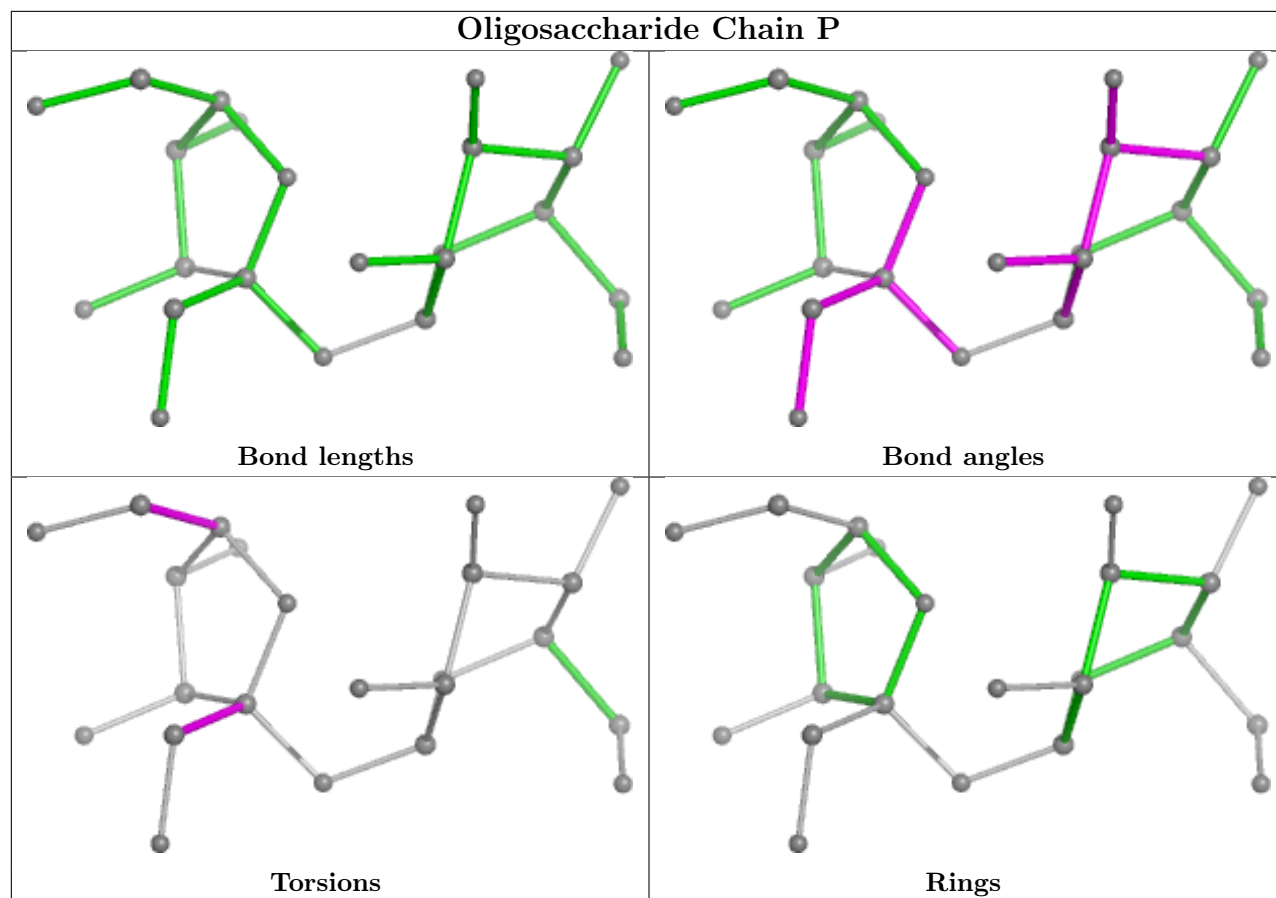 Oligosaccharide Chain P
Bond lengths
Bond angles
Torsions
Rings